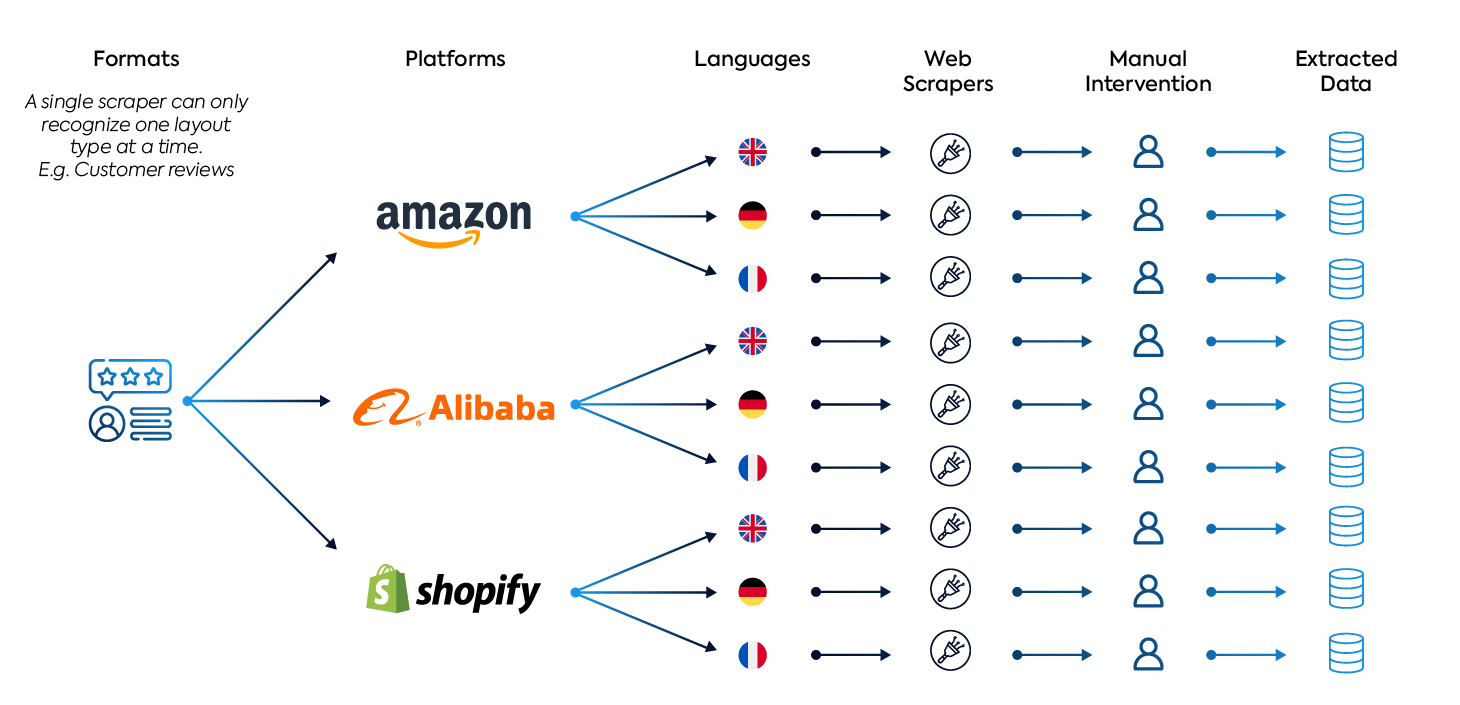 Formats
Platforms
Languages
Web
Scrapers
Manual
Intervention
Extracted
Data
A single scraper can only
recognize one layout
type at a time.
E.g. Customer reviews
amazon
Alibaba
shopify